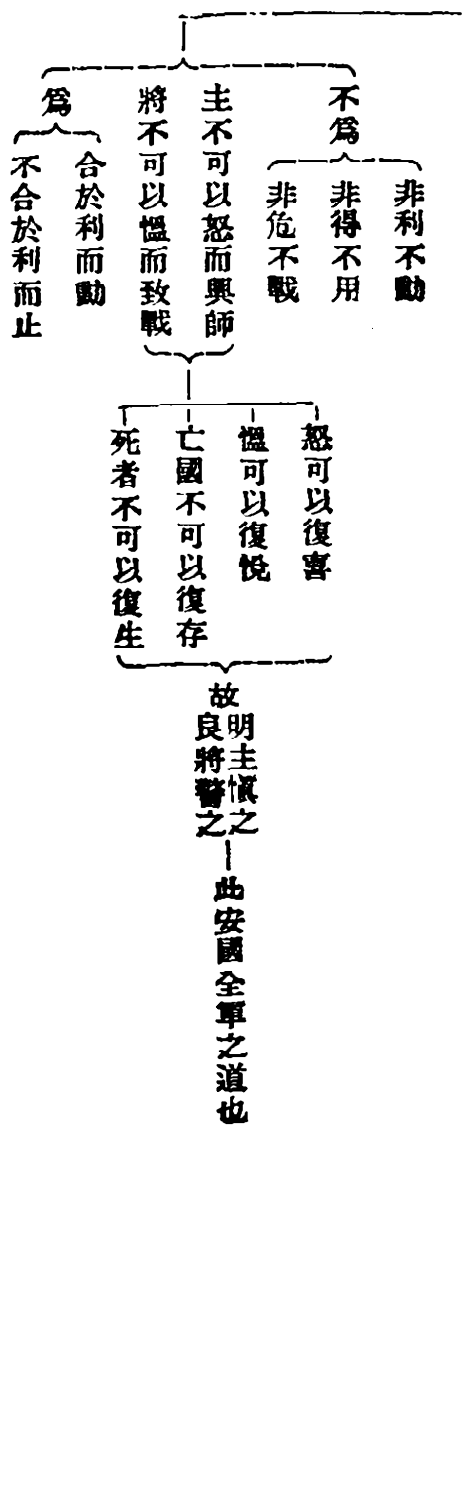 不爲
非利不動
非得不用
非危不戰
主不可以怒而興師
將不可以慍而致戰
爲
合於利而動
不合於利而止
怒可以復喜
慍可以復悅
亡國不可以復存
死者不可以復生
故
明主愼之
良將警之
此安國全軍之道也